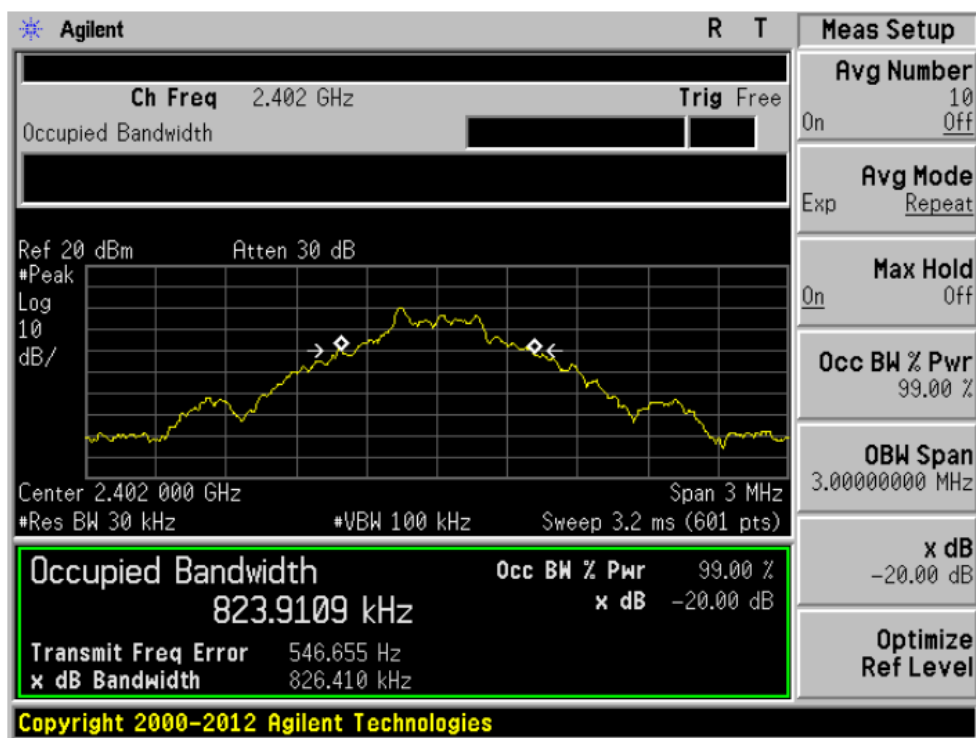 Agilent R T
Ch Freq 2.402 GHz Trig Free
Occupied Bandwidth
Ref 20 dBm Atten 30 dB
#Peak
Log
10
dB/
Center 2.402 000 GHz Span 3 MHz
#Res BW 30 kHz #VBW 100 kHz Sweep 3.2 ms (601 pts)
Occupied Bandwidth Occ BW % Pwr 99.00 %
823.9109 kHz x dB -20.00 dB
Transmit Freq Error 546.655 Hz
x dB Bandwidth 826.410 kHz
Copyright 2000-2012 Agilent Technologies
Meas Setup
Avg Number
10
On Off
Avg Mode
Exp Repeat
Max Hold
On Off
Occ BW % Pwr
99.00 %
OBW Span
3.00000000 MHz
x dB
-20.00 dB
Optimize
Ref Level